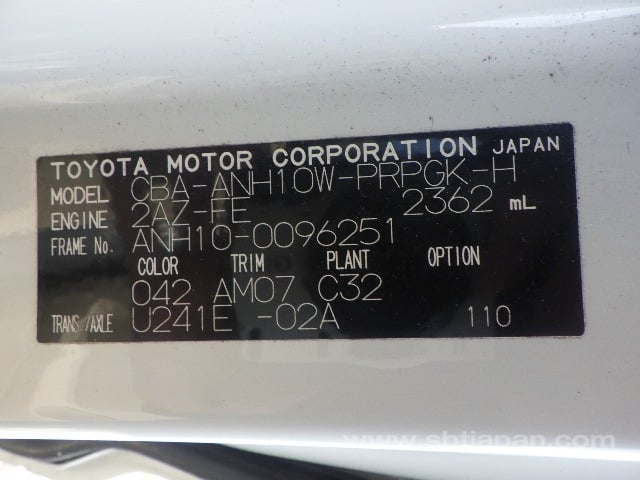 TOYOTA MOTOR CORPORATION JAPAN
MODEL CBA-ANH10W-PRPGK-H
ENGINE 2AZ-FE 2362 mL
FRAME No. ANH10-0096251
COLOR TRIM PLANT OPTION
042 AM07 C32
TRANS/AXLE U241E -02A 110
www.sbtjapan.com